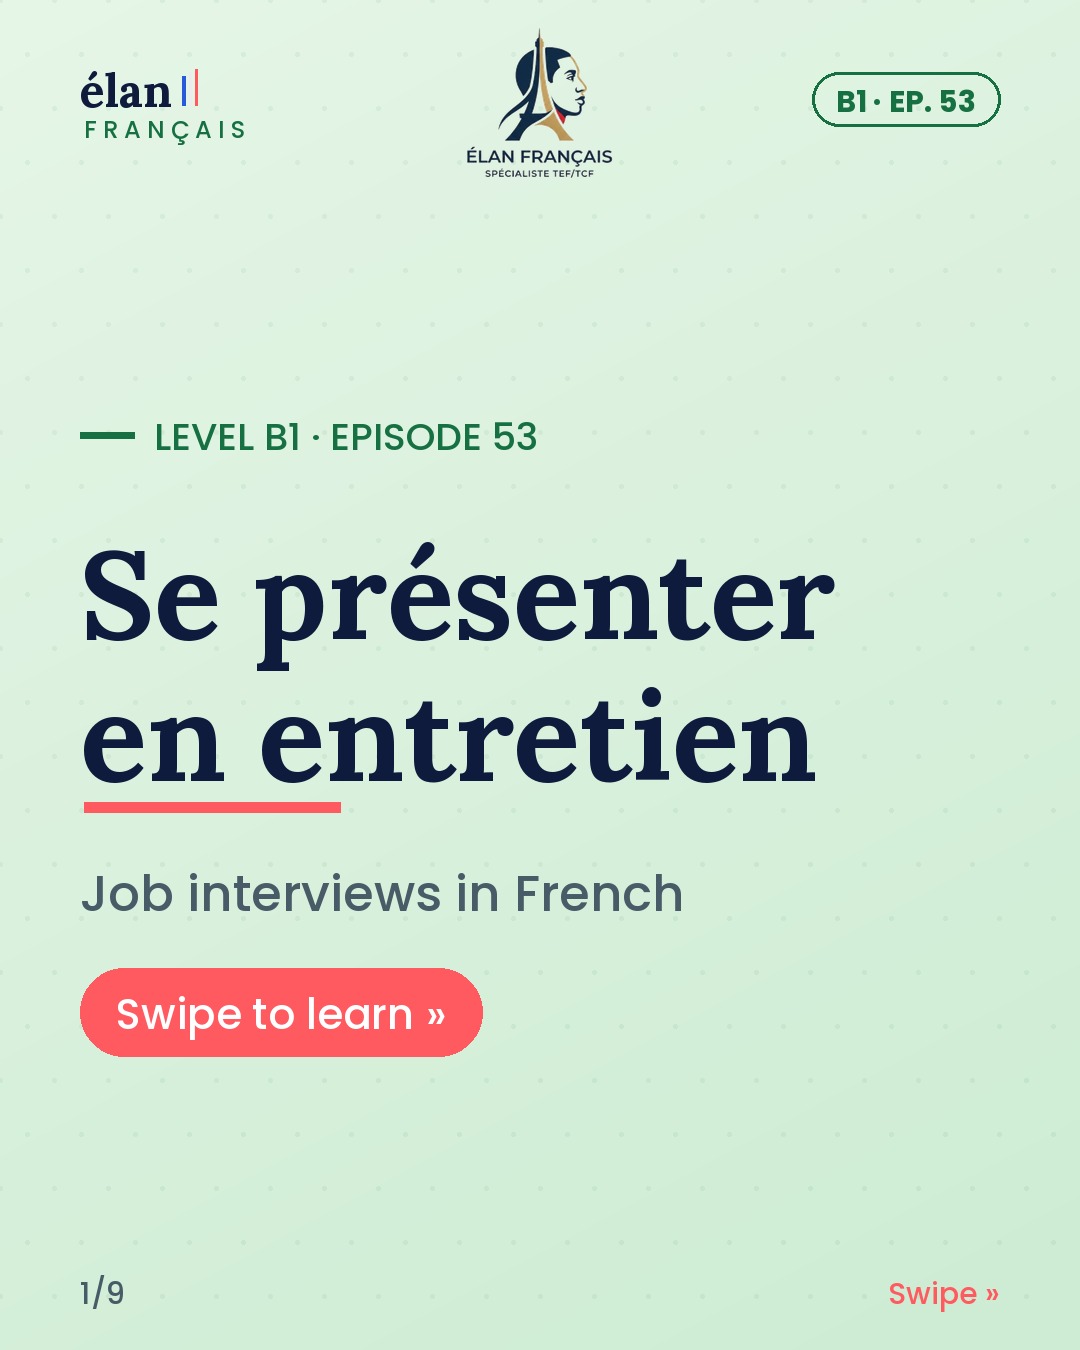 élan
FRANÇAIS
ÉLAN FRANÇAIS
SPÉCIALISTE TEF/TCF
B1 · EP. 53
LEVEL B1 · EPISODE 53
Se présenter
en entretien
Job interviews in French
Swipe to learn »
1/9
Swipe »